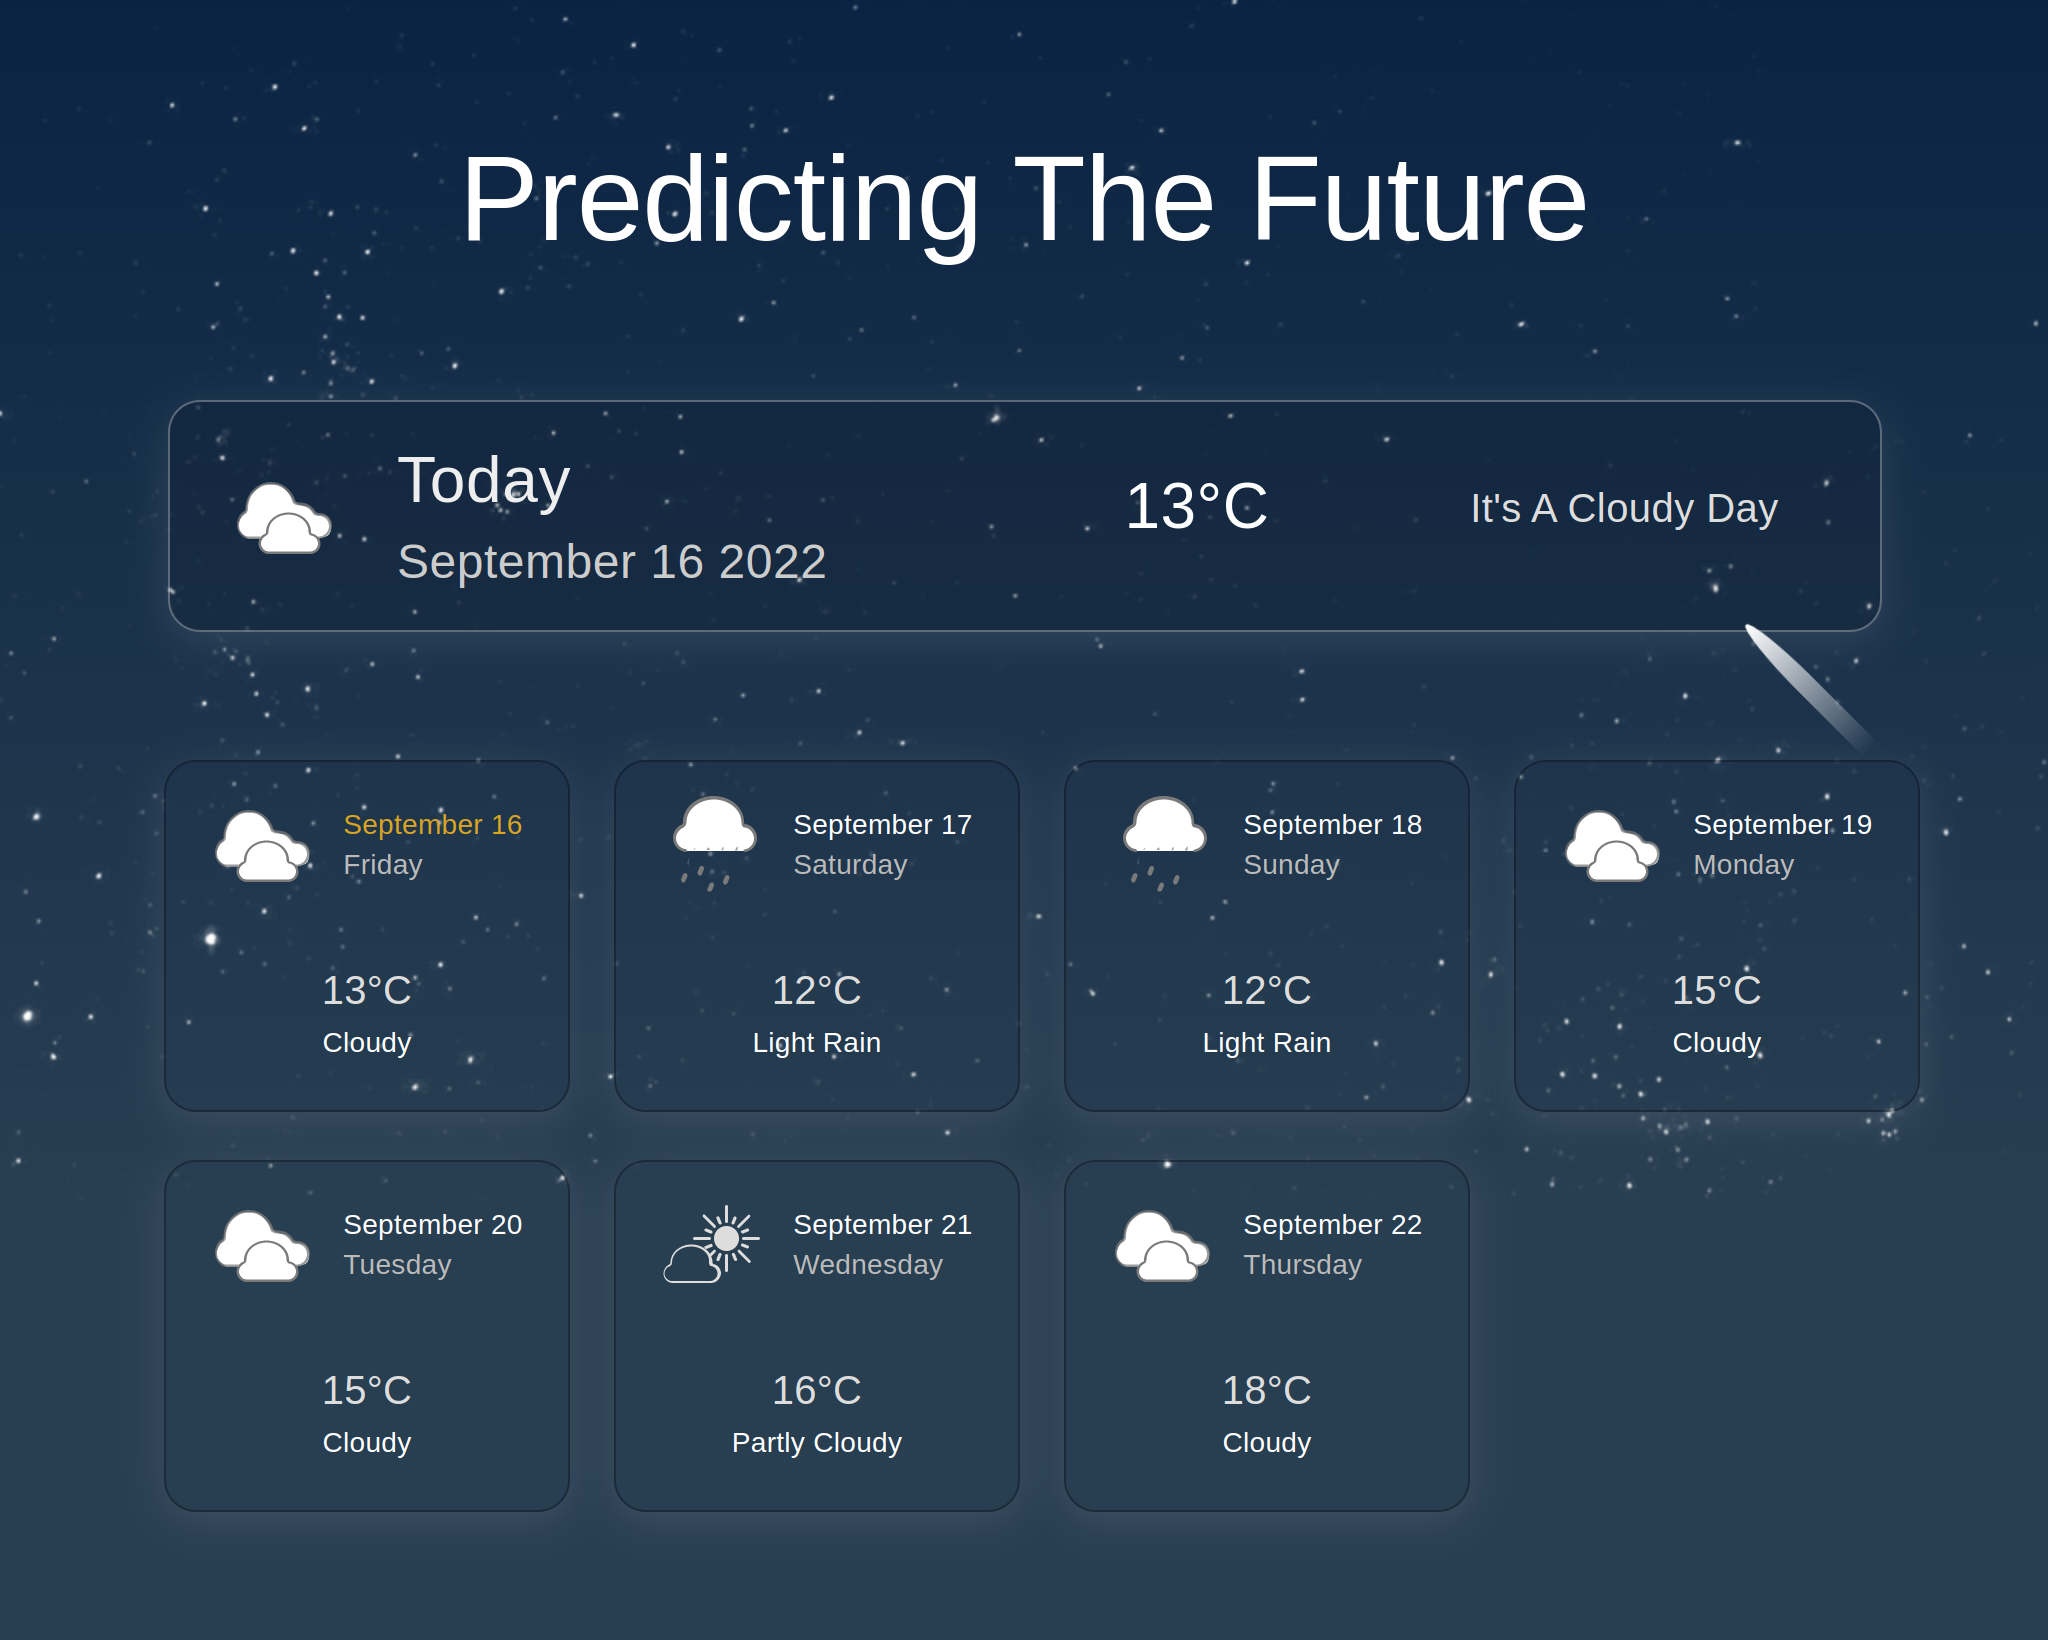 Predicting The Future
Today
September 16 2022
13°C
It's A Cloudy Day
September 16
Friday
13°C
Cloudy
September 17
Saturday
12°C
Light Rain
September 18
Sunday
12°C
Light Rain
September 19
Monday
15°C
Cloudy
September 20
Tuesday
15°C
Cloudy
September 21
Wednesday
16°C
Partly Cloudy
September 22
Thursday
18°C
Cloudy